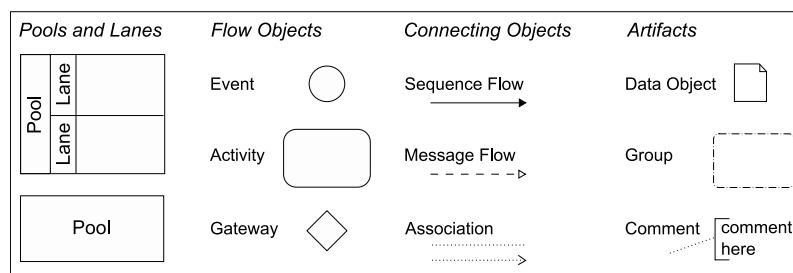 Pools and Lanes
Pool
Lane
Lane
Pool
Flow Objects
Event
Activity
Gateway
Connecting Objects
Sequence Flow
Message Flow
Association
Artifacts
Data Object
Group
Comment
comment
here